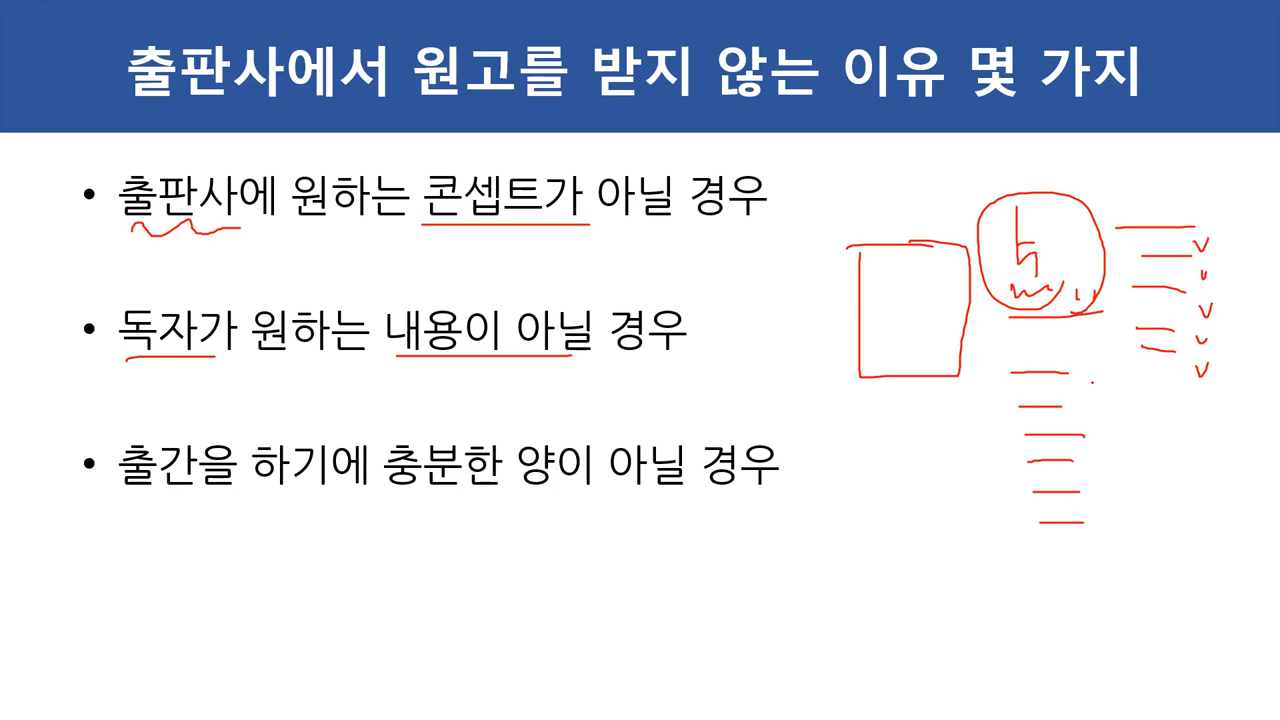 출판사에서 원고를 받지 않는 이유 몇 가지
• 출판사에 원하는 콘셉트가 아닐 경우
• 독자가 원하는 내용이 아닐 경우
• 출간을 하기에 충분한 양이 아닐 경우